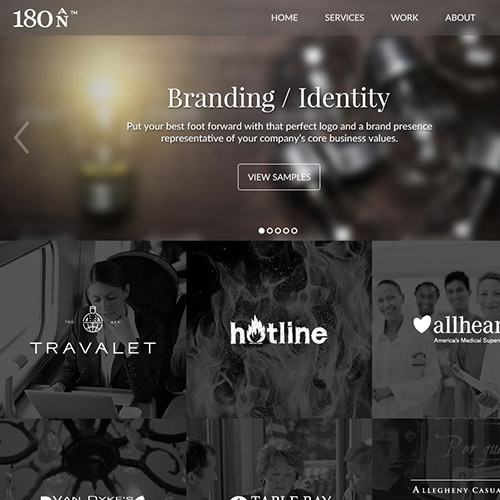 180 AN™
HOME SERVICES WORK ABOUT
Branding / Identity
Put your best foot forward with that perfect logo and a brand presence
representative of your company's core business values.
VIEW SAMPLES
TRAVALET
hotline
allhear
America's Medical Super
VAN DYKE'S
TABLE BAY
ALLEGHENY CASUA